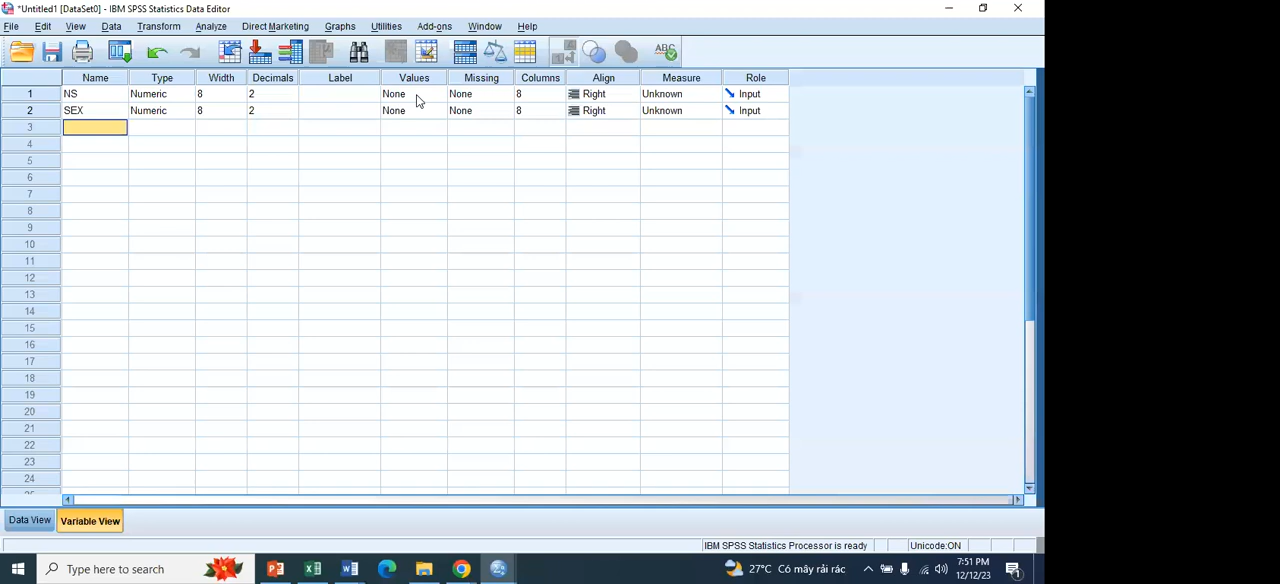 *Untitled1 [DataSet0] - IBM SPSS Statistics Data Editor
File Edit View Data Transform Analyze Direct Marketing Graphs Utilities Add-ons Window Help
ABC
Name Type Width Decimals Label Values Missing Columns Align Measure Role
1 NS Numeric 8 2 None None 8 Right Unknown Input
2 SEX Numeric 8 2 None None 8 Right Unknown Input
3
4
5
6
7
8
9
10
11
12
13
14
15
16
17
18
19
20
21
22
23
24
Data View Variable View
IBM SPSS Statistics Processor is ready Unicode:ON
Type here to search 27°C Có mây rải rác 7:51 PM
12/12/23